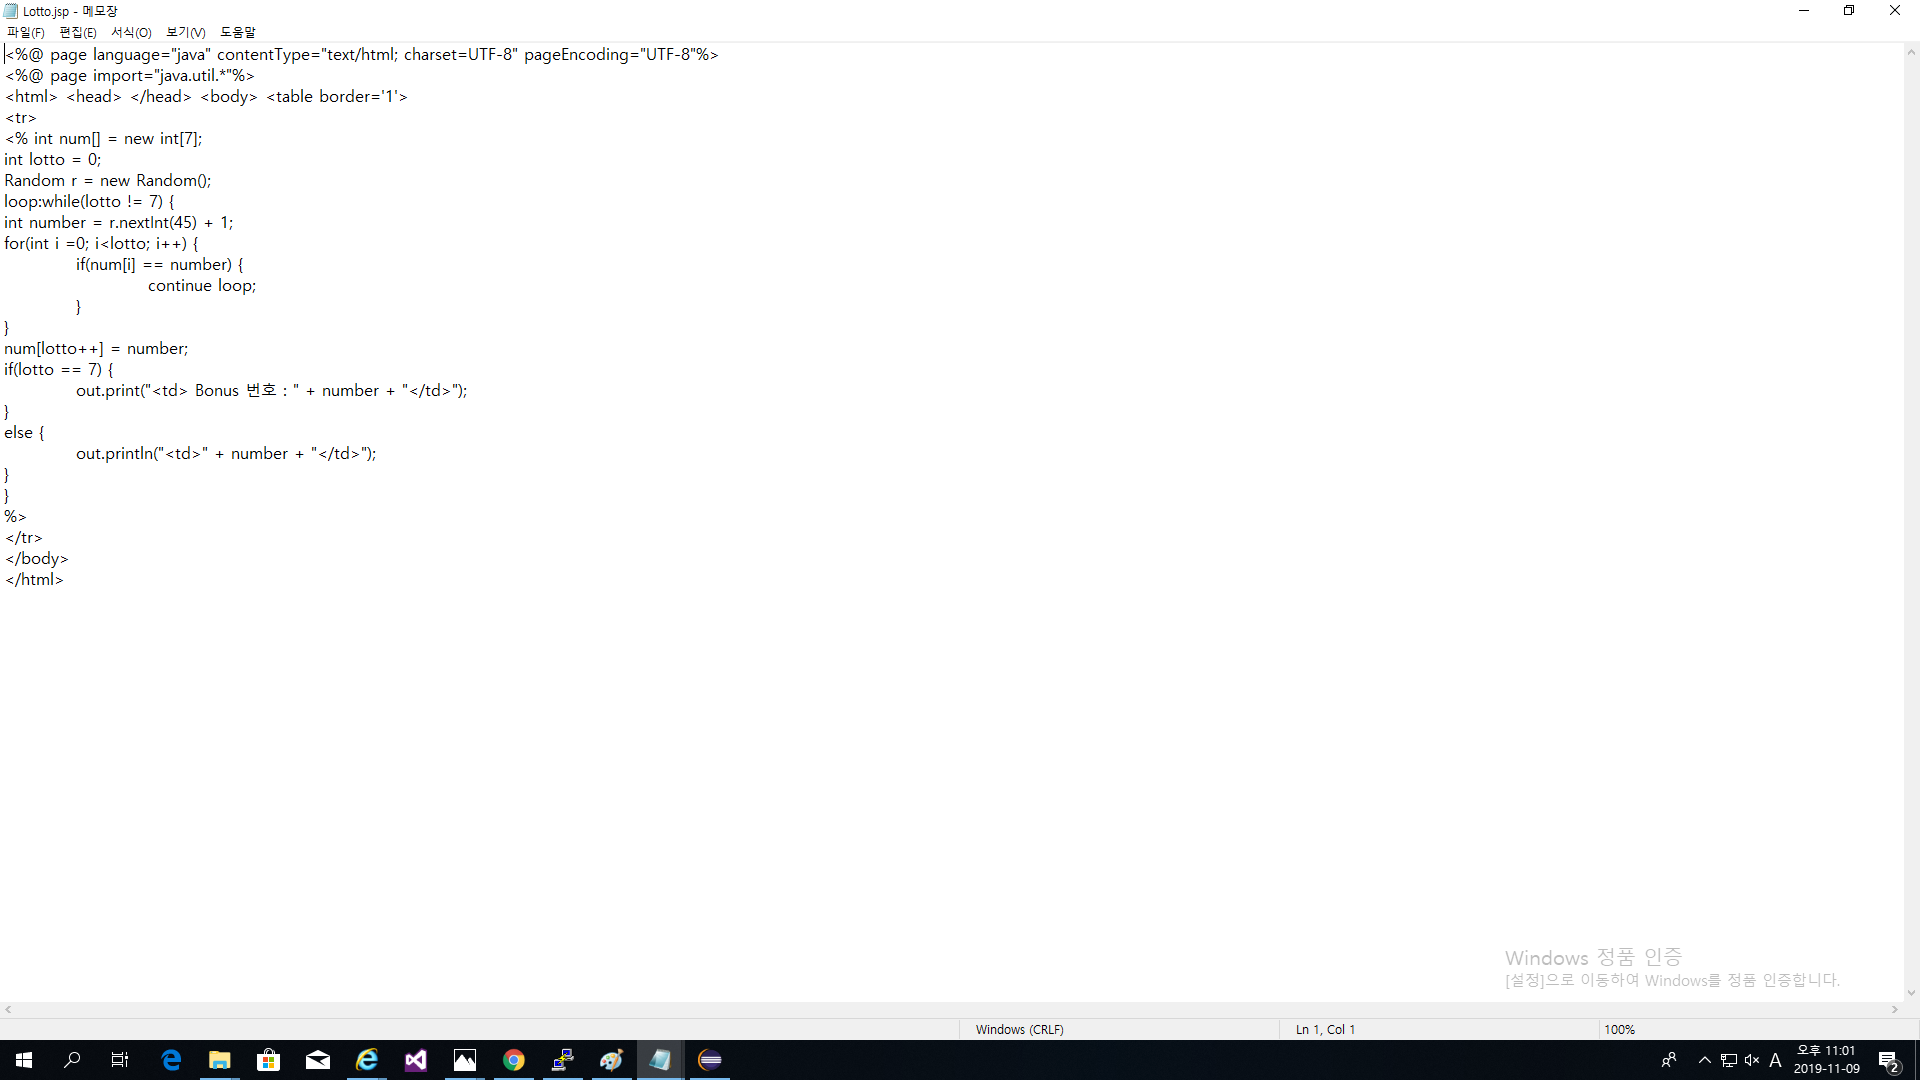 Lotto.jsp - 메모장
파일(F) 편집(E) 서식(O) 보기(V) 도움말
<%@ page language="java" contentType="text/html; charset=UTF-8" pageEncoding="UTF-8"%>
<%@ page import="java.util.*"%>
<html> <head> </head> <body> <table border='1'>
<tr>
<% int num[] = new int[7];
int lotto = 0;
Random r = new Random();
loop:while(lotto != 7) {
int number = r.nextInt(45) + 1;
for(int i =0; i<lotto; i++) {
	if(num[i] == number) {
		continue loop;
	}
}
num[lotto++] = number;
if(lotto == 7) {
	out.print("<td> Bonus 번호 : " + number + "</td>");
}
else {
	out.println("<td>" + number + "</td>");
}
}
%>
</tr>
</body>
</html>
Windows 정품 인증
[설정]으로 이동하여 Windows를 정품 인증합니다.
Windows (CRLF) Ln 1, Col 1 100%
A 오후 11:01
2019-11-09 2